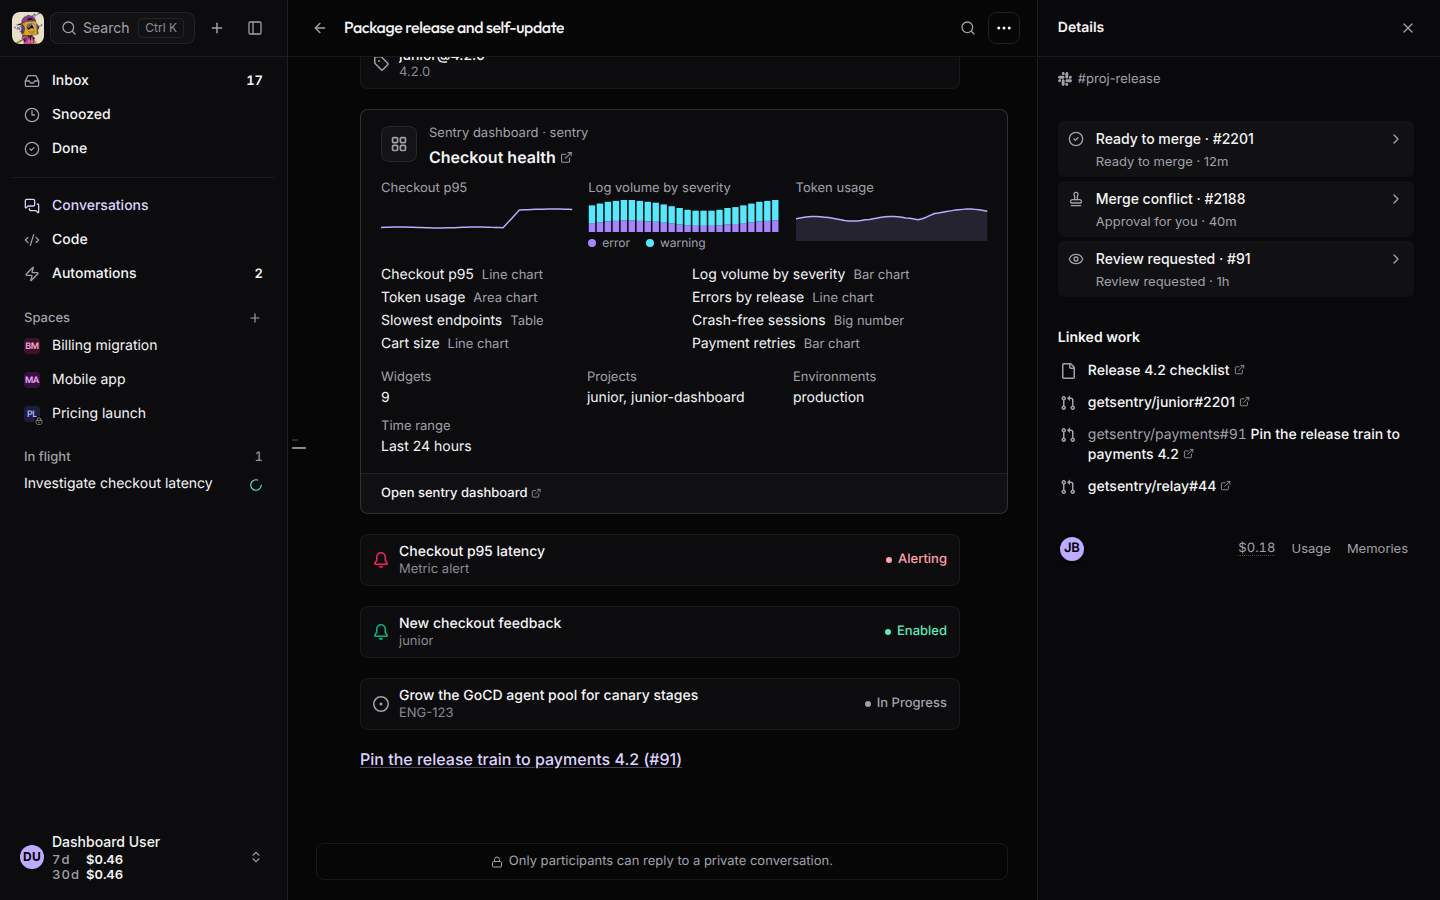 Search Ctrl K
Inbox 17
Snoozed
Done
Conversations
Code
Automations 2
Spaces
BM Billing migration
MA Mobile app
PL Pricing launch
In flight 1
Investigate checkout latency
DU Dashboard User
7d $0.46
30d $0.46
Package release and self-update
junior@4.2.0
4.2.0
Sentry dashboard · sentry
Checkout health
Checkout p95
Log volume by severity
Token usage
error warning
Checkout p95 Line chart
Log volume by severity Bar chart
Token usage Area chart
Errors by release Line chart
Slowest endpoints Table
Crash-free sessions Big number
Cart size Line chart
Payment retries Bar chart
Widgets
9
Projects
junior, junior-dashboard
Environments
production
Time range
Last 24 hours
Open sentry dashboard
Checkout p95 latency
Metric alert
Alerting
New checkout feedback
junior
Enabled
Grow the GoCD agent pool for canary stages
ENG-123
In Progress
Pin the release train to payments 4.2 (#91)
Only participants can reply to a private conversation.
Details
#proj-release
Ready to merge · #2201
Ready to merge · 12m
Merge conflict · #2188
Approval for you · 40m
Review requested · #91
Review requested · 1h
Linked work
Release 4.2 checklist
getsentry/junior#2201
getsentry/payments#91 Pin the release train to
payments 4.2
getsentry/relay#44
JB $0.18 Usage Memories